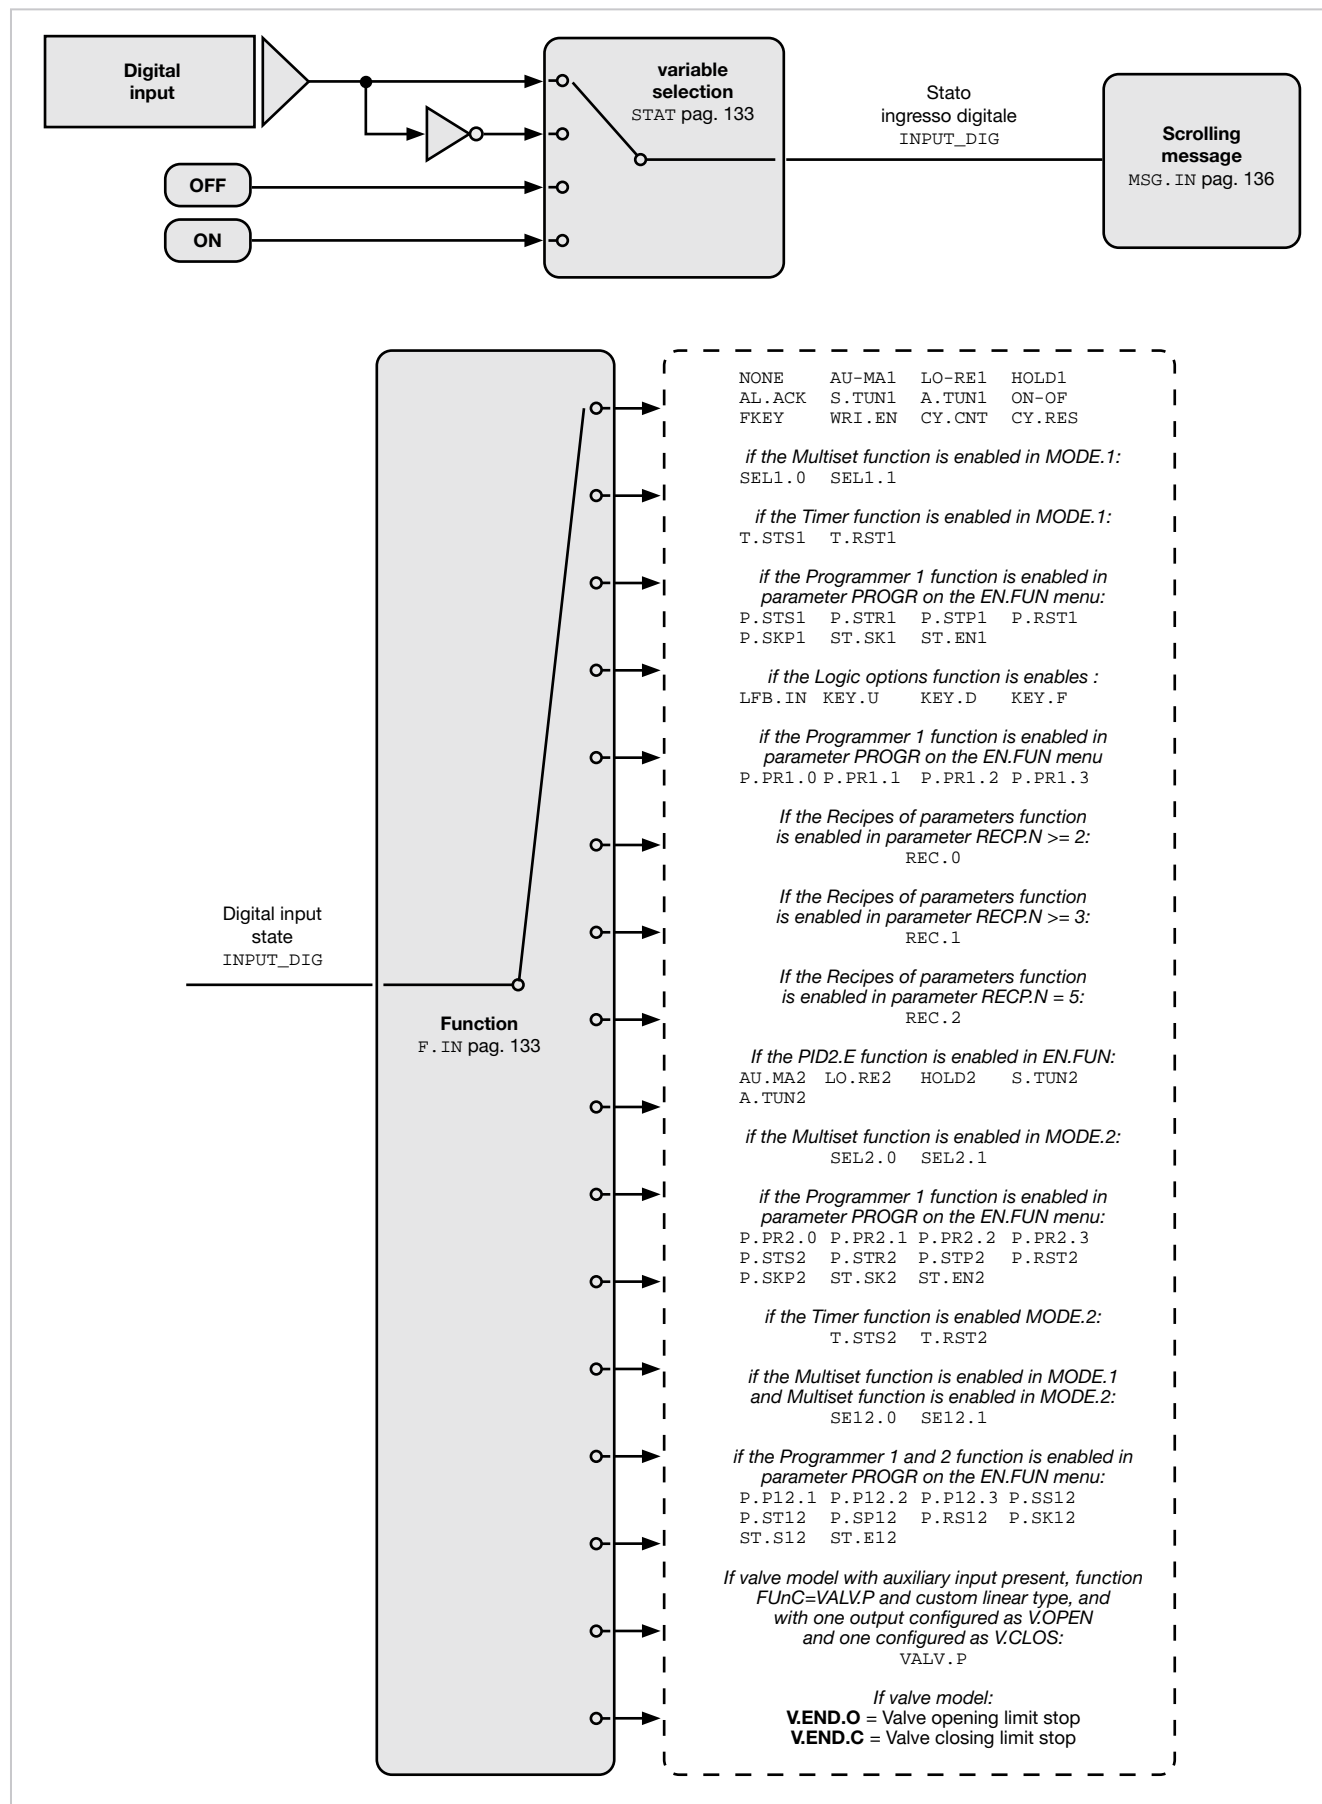 Digital
input
variable
selection
STAT pag. 133
Stato
ingresso digitale
INPUT_DIG
Scrolling
message
MSG.IN pag. 136
OFF
ON
NONE AU-MA1 LO-RE1 HOLD1
AL.ACK S.TUN1 A.TUN1 ON-OF
FKEY WRI.EN CY.CNT CY.RES
if the Multiset function is enabled in MODE.1:
SEL1.0 SEL1.1
if the Timer function is enabled in MODE.1:
T.STS1 T.RST1
if the Programmer 1 function is enabled in
parameter PROGR on the EN.FUN menu:
P.STS1 P.STR1 P.STP1 P.RST1
P.SKP1 ST.SK1 ST.EN1
if the Logic options function is enables :
LFB.IN KEY.U KEY.D KEY.F
if the Programmer 1 function is enabled in
parameter PROGR on the EN.FUN menu
P.PR1.0 P.PR1.1 P.PR1.2 P.PR1.3
If the Recipes of parameters function
is enabled in parameter RECP.N >= 2:
REC.0
If the Recipes of parameters function
is enabled in parameter RECP.N >= 3:
REC.1
If the Recipes of parameters function
is enabled in parameter RECP.N = 5:
REC.2
Digital input
state
INPUT_DIG
Function
F.IN pag. 133
If the PID2.E function is enabled in EN.FUN:
AU.MA2 LO.RE2 HOLD2 S.TUN2
A.TUN2
if the Multiset function is enabled in MODE.2:
SEL2.0 SEL2.1
if the Programmer 1 function is enabled in
parameter PROGR on the EN.FUN menu:
P.PR2.0 P.PR2.1 P.PR2.2 P.PR2.3
P.STS2 P.STR2 P.STP2 P.RST2
P.SKP2 ST.SK2 ST.EN2
if the Timer function is enabled MODE.2:
T.STS2 T.RST2
if the Multiset function is enabled in MODE.1
and Multiset function is enabled in MODE.2:
SE12.0 SE12.1
if the Programmer 1 and 2 function is enabled in
parameter PROGR on the EN.FUN menu:
P.P12.1 P.P12.2 P.P12.3 P.SS12
P.ST12 P.SP12 P.RS12 P.SK12
ST.S12 ST.E12
If valve model with auxiliary input present, function
FUnC=VALV.P and custom linear type, and
with one output configured as V.OPEN
and one configured as V.CLOS:
VALV.P
If valve model:
V.END.O = Valve opening limit stop
V.END.C = Valve closing limit stop